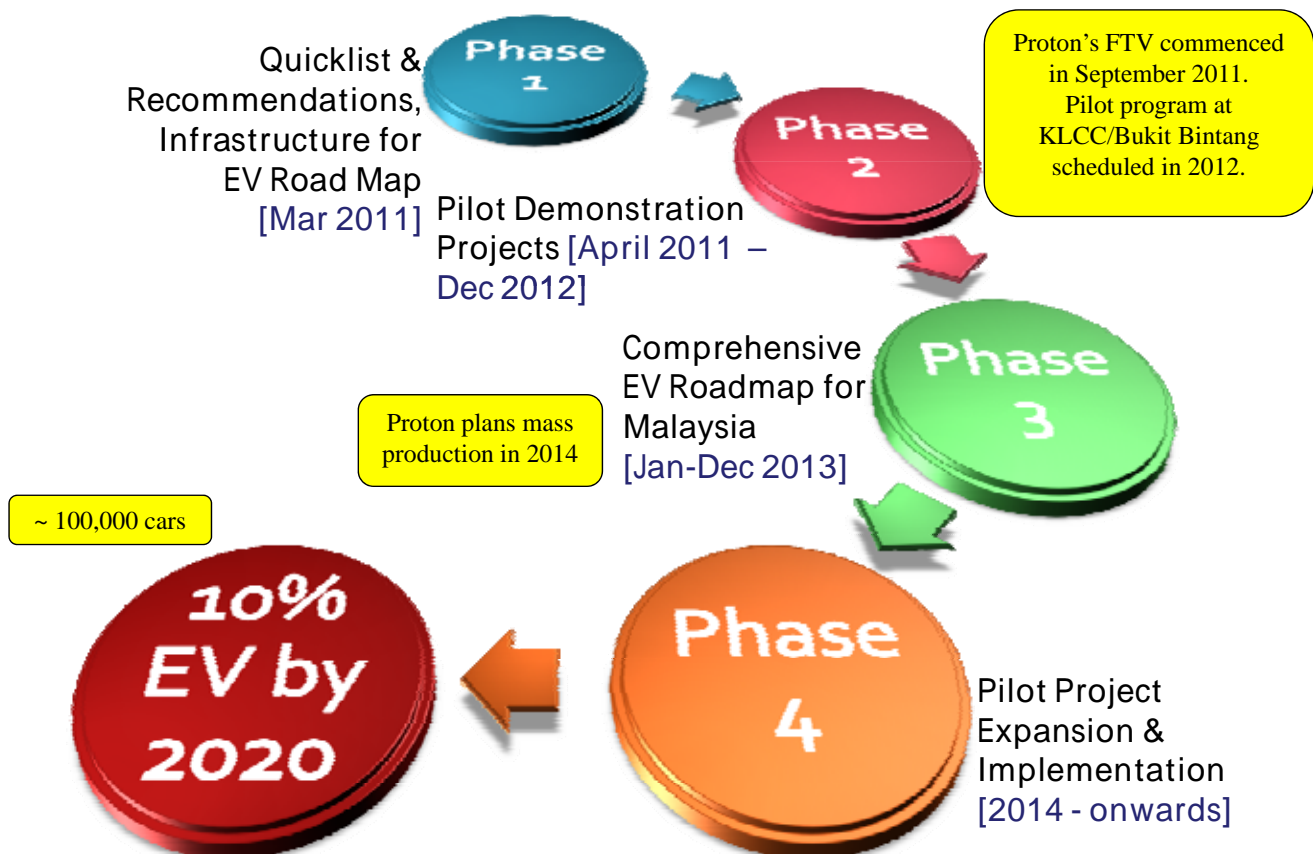 Quicklist &
Recommendations,
Infrastructure for
EV Road Map
[Mar 2011]
Phase
1
Phase
2
Proton’s FTV commenced
in September 2011.
Pilot program at
KLCC/Bukit Bintang
scheduled in 2012.
Pilot Demonstration
Projects [April 2011 –
Dec 2012]
Phase
3
Comprehensive
EV Roadmap for
Malaysia
[Jan-Dec 2013]
Proton plans mass
production in 2014
Phase
4
Pilot Project
Expansion &
Implementation
[2014 - onwards]
~ 100,000 cars
10%
EV by
2020